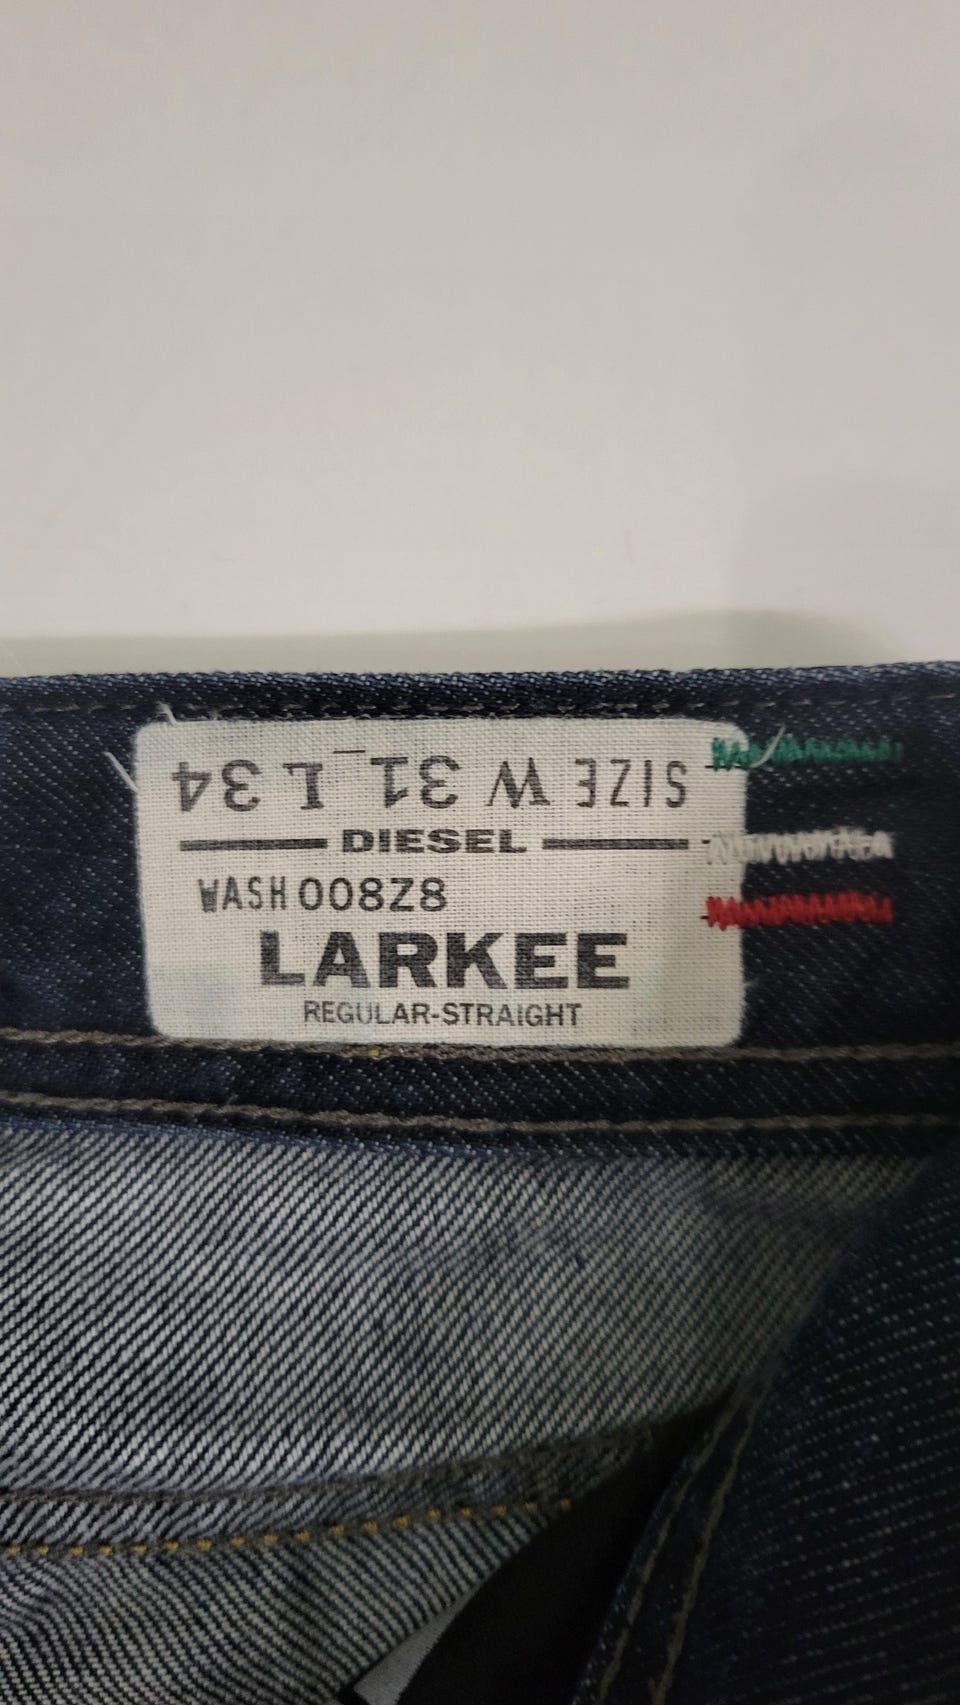 SIZE W 31 L 34
DIESEL
WASH 008Z8
LARKEE
REGULAR-STRAIGHT